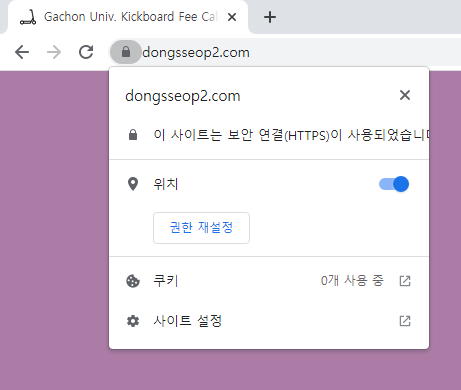 Gachon Univ. Kickboard Fee Cal
dongsseop2.com
dongsseop2.com
이 사이트는 보안 연결(HTTPS)이 사용되었습니다
위치
권한 재설정
쿠키 0개 사용 중
사이트 설정